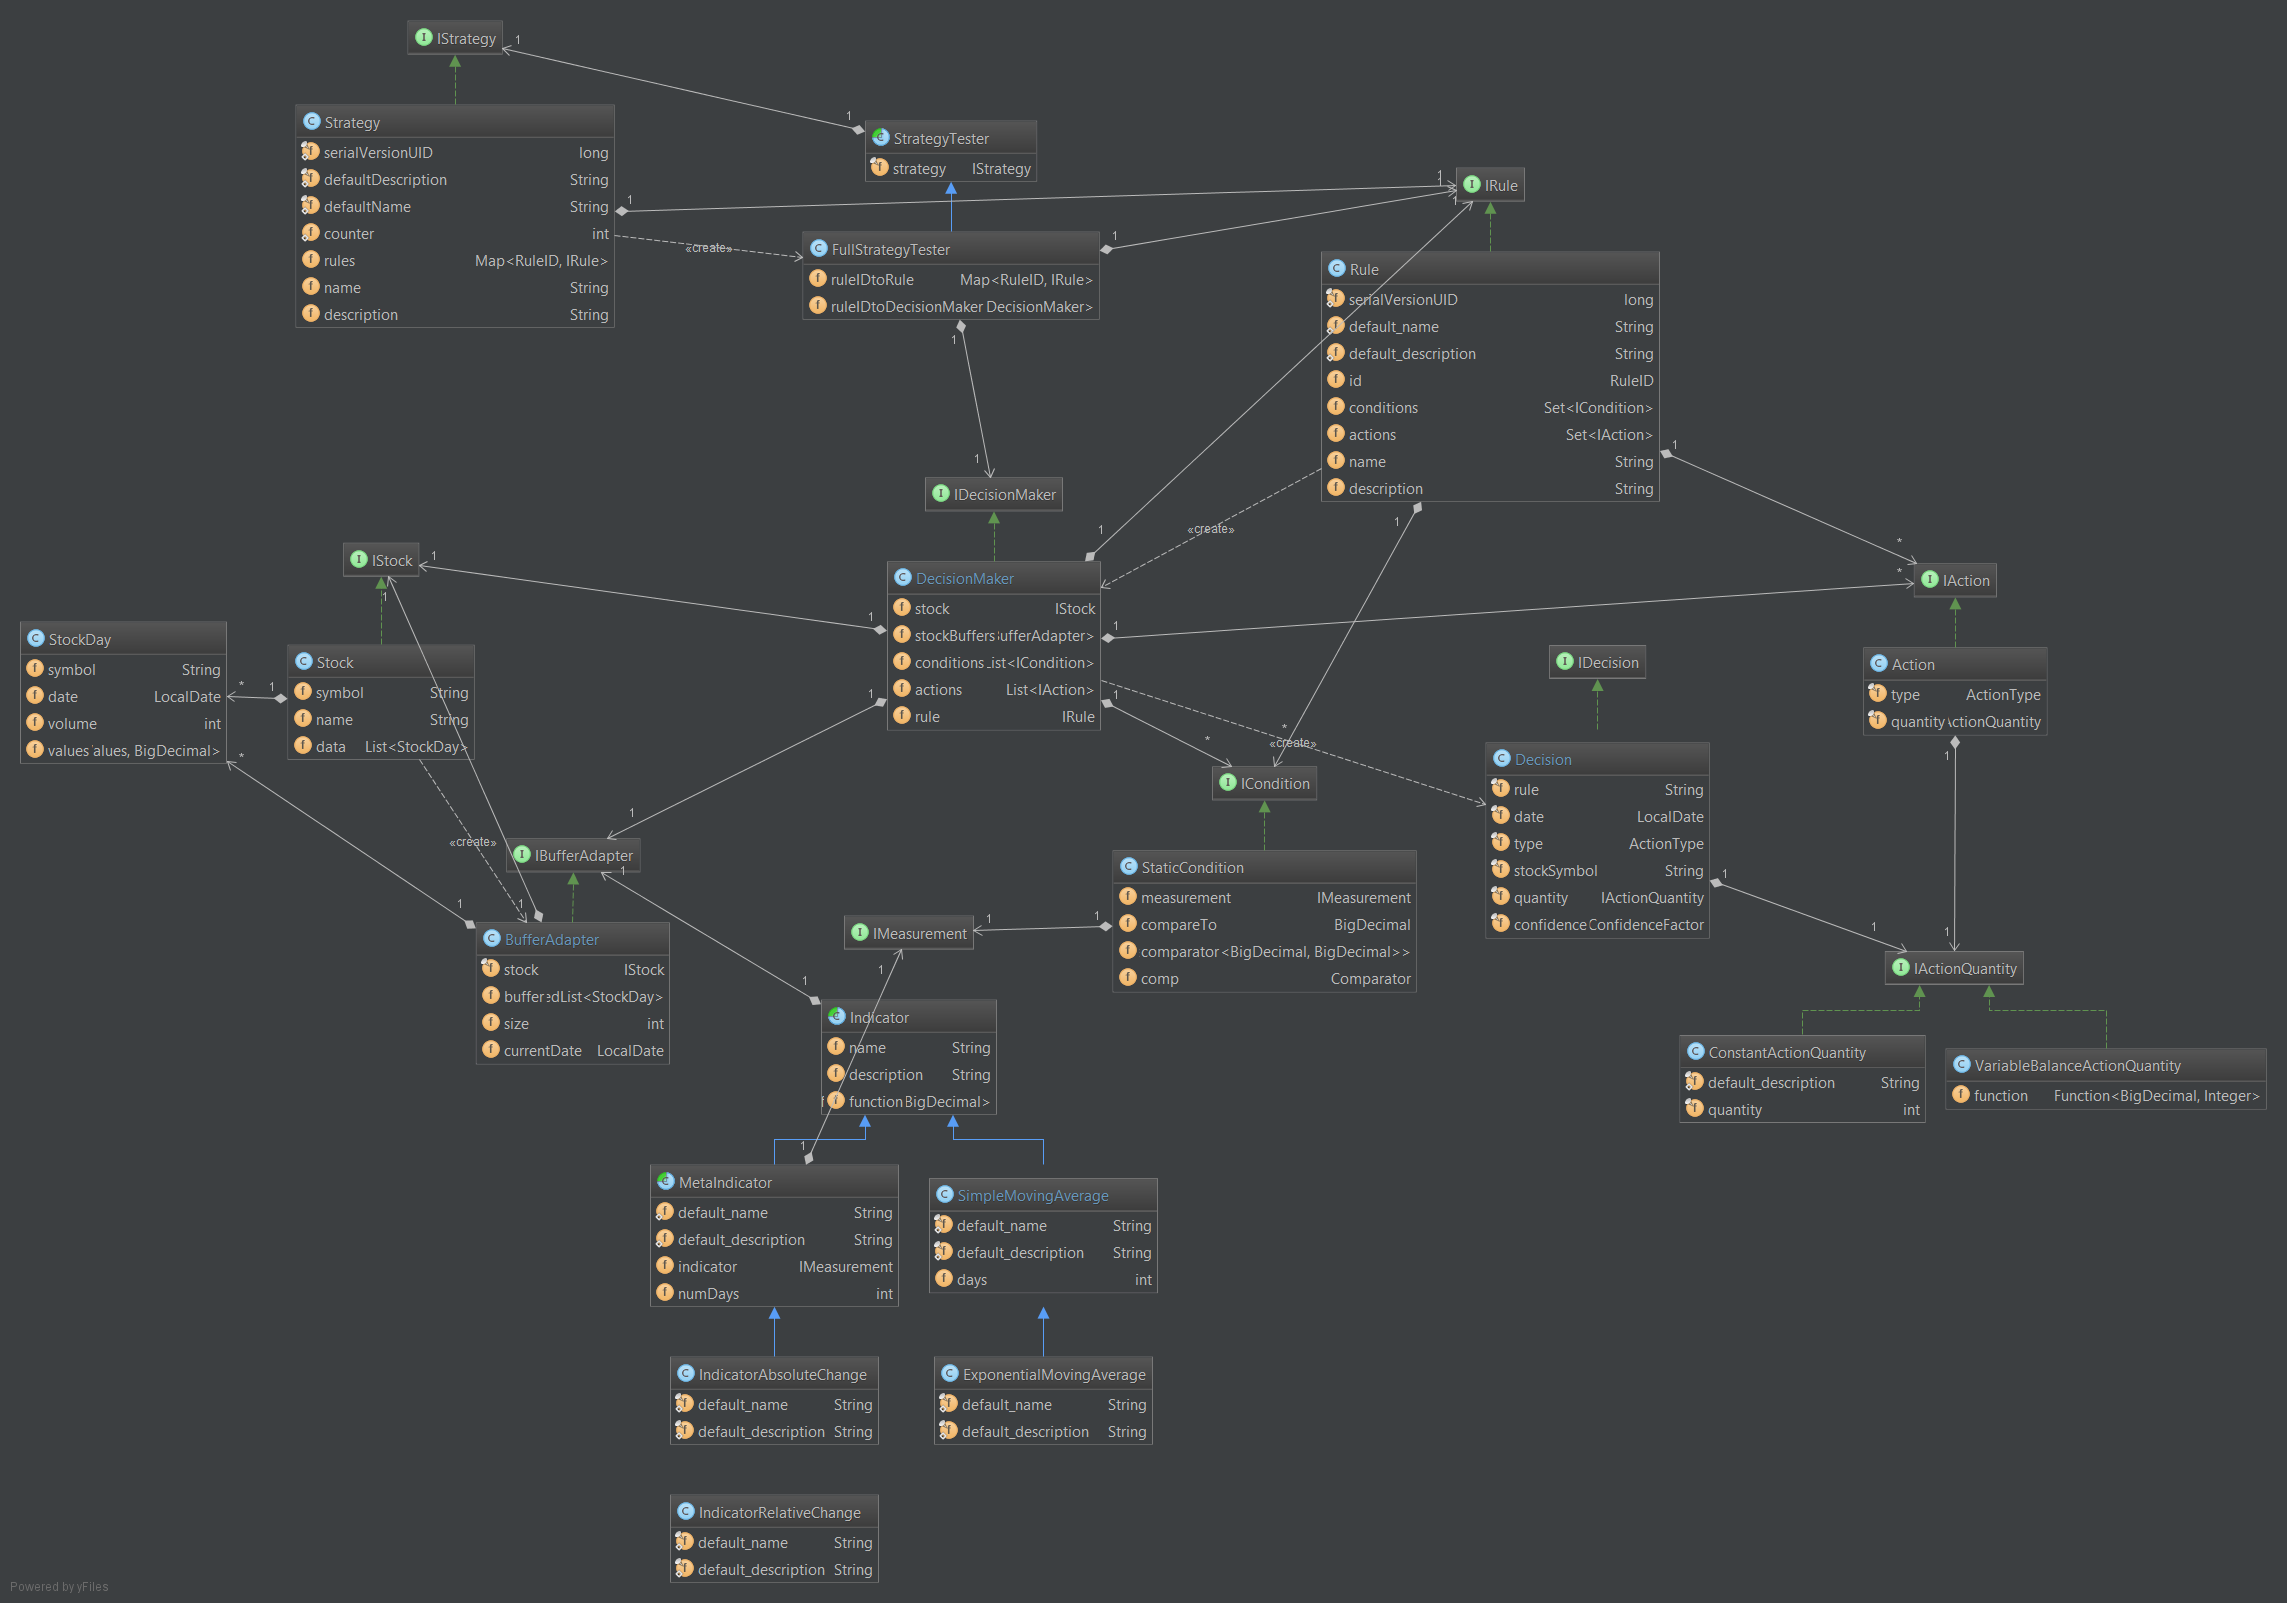 IStrategy
1
1
Strategy
serialVersionUID long
defaultDescription String
defaultName String
counter int
rules Map<RuleID, IRule>
name String
description String
1
«create»
StrategyTester
strategy IStrategy
FullStrategyTester
ruleIDtoRule Map<RuleID, IRule>
ruleIDtoDecisionMaker DecisionMaker>
1
1
1
1
1
1
IRule
Rule
serialVersionUID long
default_name String
default_description String
id RuleID
conditions Set<ICondition>
actions Set<IAction>
name String
description String
1
1
«create»
IDecisionMaker
1
DecisionMaker
stock IStock
stockBuffers BufferAdapter>
conditions List<ICondition>
actions List<IAction>
rule IRule
1
1
1
1
«create»
*
*
IAction
Action
type ActionType
quantity ActionQuantity
1
1
IStock
1
1
StockDay
symbol String
date LocalDate
volume int
values alues, BigDecimal>
*
*
1
Stock
symbol String
name String
data List<StockDay>
«create»
1
1
1
IBufferAdapter
1
BufferAdapter
stock IStock
buffer edList<StockDay>
size int
currentDate LocalDate
*
*
ICondition
StaticCondition
measurement IMeasurement
compareTo BigDecimal
comparator <BigDecimal, BigDecimal>>
comp Comparator
1
1
IMeasurement
1
1
Indicator
name String
description String
function BigDecimal>
IDecision
Decision
rule String
date LocalDate
type ActionType
stockSymbol String
quantity IActionQuantity
confidence ConfidenceFactor
1
1
IActionQuantity
ConstantActionQuantity
default_description String
quantity int
VariableBalanceActionQuantity
function Function<BigDecimal, Integer>
1
MetaIndicator
default_name String
default_description String
indicator IMeasurement
numDays int
SimpleMovingAverage
default_name String
default_description String
days int
IndicatorAbsoluteChange
default_name String
default_description String
ExponentialMovingAverage
default_name String
default_description String
IndicatorRelativeChange
default_name String
default_description String
Powered by yFiles